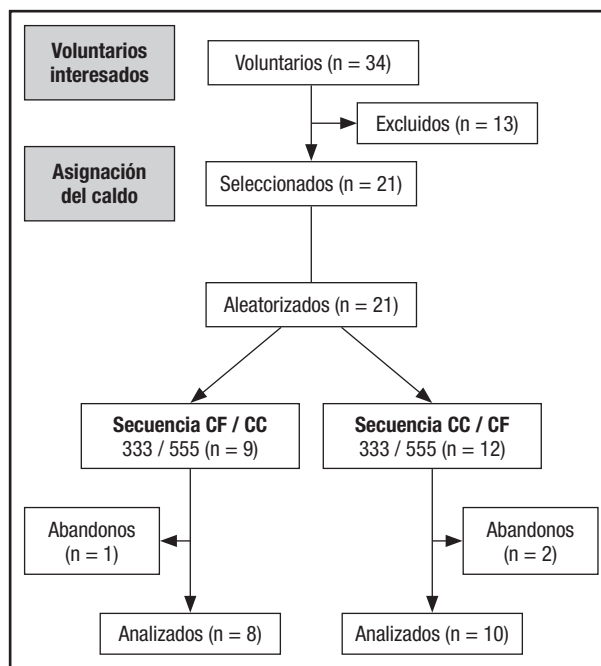 Voluntarios
interesados
Voluntarios (n = 34)
Excluidos (n = 13)
Asignación
del caldo
Seleccionados (n = 21)
Aleatorizados (n = 21)
Secuencia CF / CC
333 / 555 (n = 9)
Secuencia CC / CF
333 / 555 (n = 12)
Abandonos
(n = 1)
Abandonos
(n = 2)
Analizados (n = 8)
Analizados (n = 10)